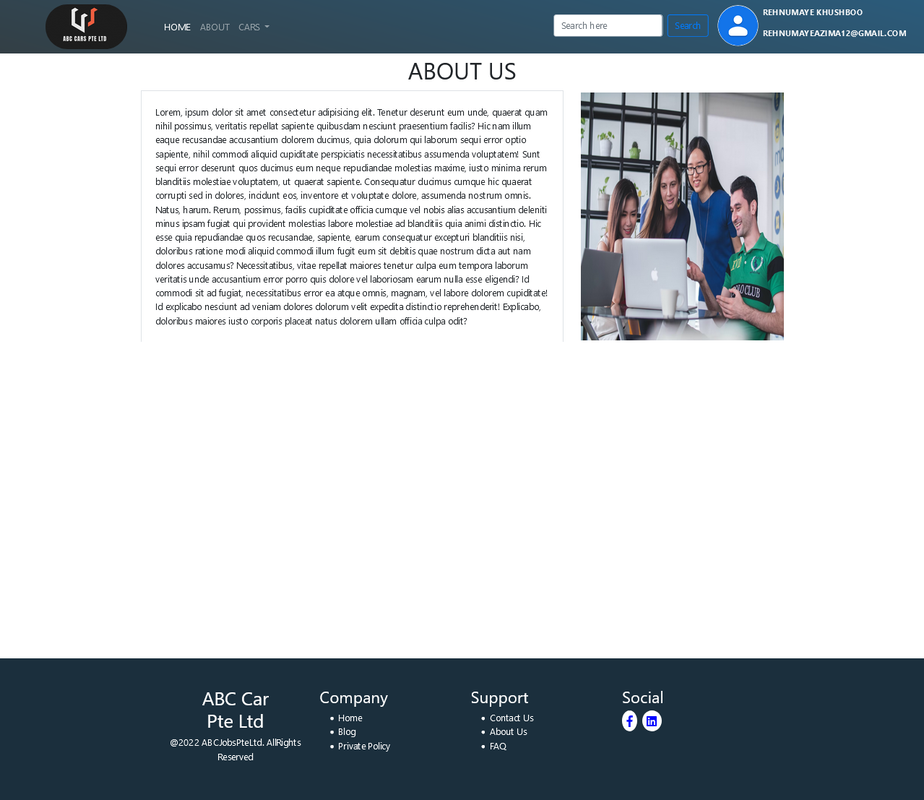 ABC CARS PTE LTD
HOME ABOUT CARS
Search here
Search
REHNUMAYE KHUSHBOO
REHNUMAYEAZIMA12@GMAIL.COM
ABOUT US
Lorem, ipsum dolor sit amet consectetur adipisicing elit. Tenetur deserunt eum unde, quaerat quam
nihil possimus, veritatis repellat sapiente quibusdam nesciunt praesentium facilis? Hic nam illum
eaque recusandae accusantium dolorem ducimus, quia dolorum qui laborum sequi error optio
sapiente, nihil commodi aliquid cupiditate perspiciatis necessitatibus assumenda voluptatem! Sunt
sequi error deserunt quos ducimus eum neque repudiandae molestias maxime, iusto minima rerum
blanditiis molestiae voluptatem, ut quaerat sapiente. Consequatur ducimus cumque hic quaerat
corrupti sed in dolores, incidunt eos, inventore et voluptate dolore, assumenda nostrum omnis.
Natus, harum. Rerum, possimus, facilis cupiditate officia cumque vel nobis alias accusantium deleniti
minus ipsam fugiat qui provident molestias labore molestiae ad blanditiis quia animi distinctio. Hic
esse quia repudiandae quos recusandae, sapiente, earum consequatur excepturi blanditiis nisi,
doloribus ratione modi aliquid commodi illum fugit eum sit debitis quae nostrum dicta aut nam
dolores accusamus? Necessitatibus, vitae repellat maiores tenetur culpa eum tempora laborum
veritatis unde accusantium error porro quis dolore vel laboriosam earum nulla esse eligendi? Id
commodi sit ad fugiat, necessitatibus error ea atque omnis, magnam, vel labore dolorem cupiditate!
Id explicabo nesciunt ad veniam dolores dolorum velit expedita distinctio reprehenderit! Explicabo,
doloribus maiores iusto corporis placeat natus dolorem ullam officia culpa odit?
ABC Car
Pte Ltd
@2022 ABCJobsPteLtd. AllRights
Reserved
Company
Home
Blog
Private Policy
Support
Contact Us
About Us
FAQ
Social